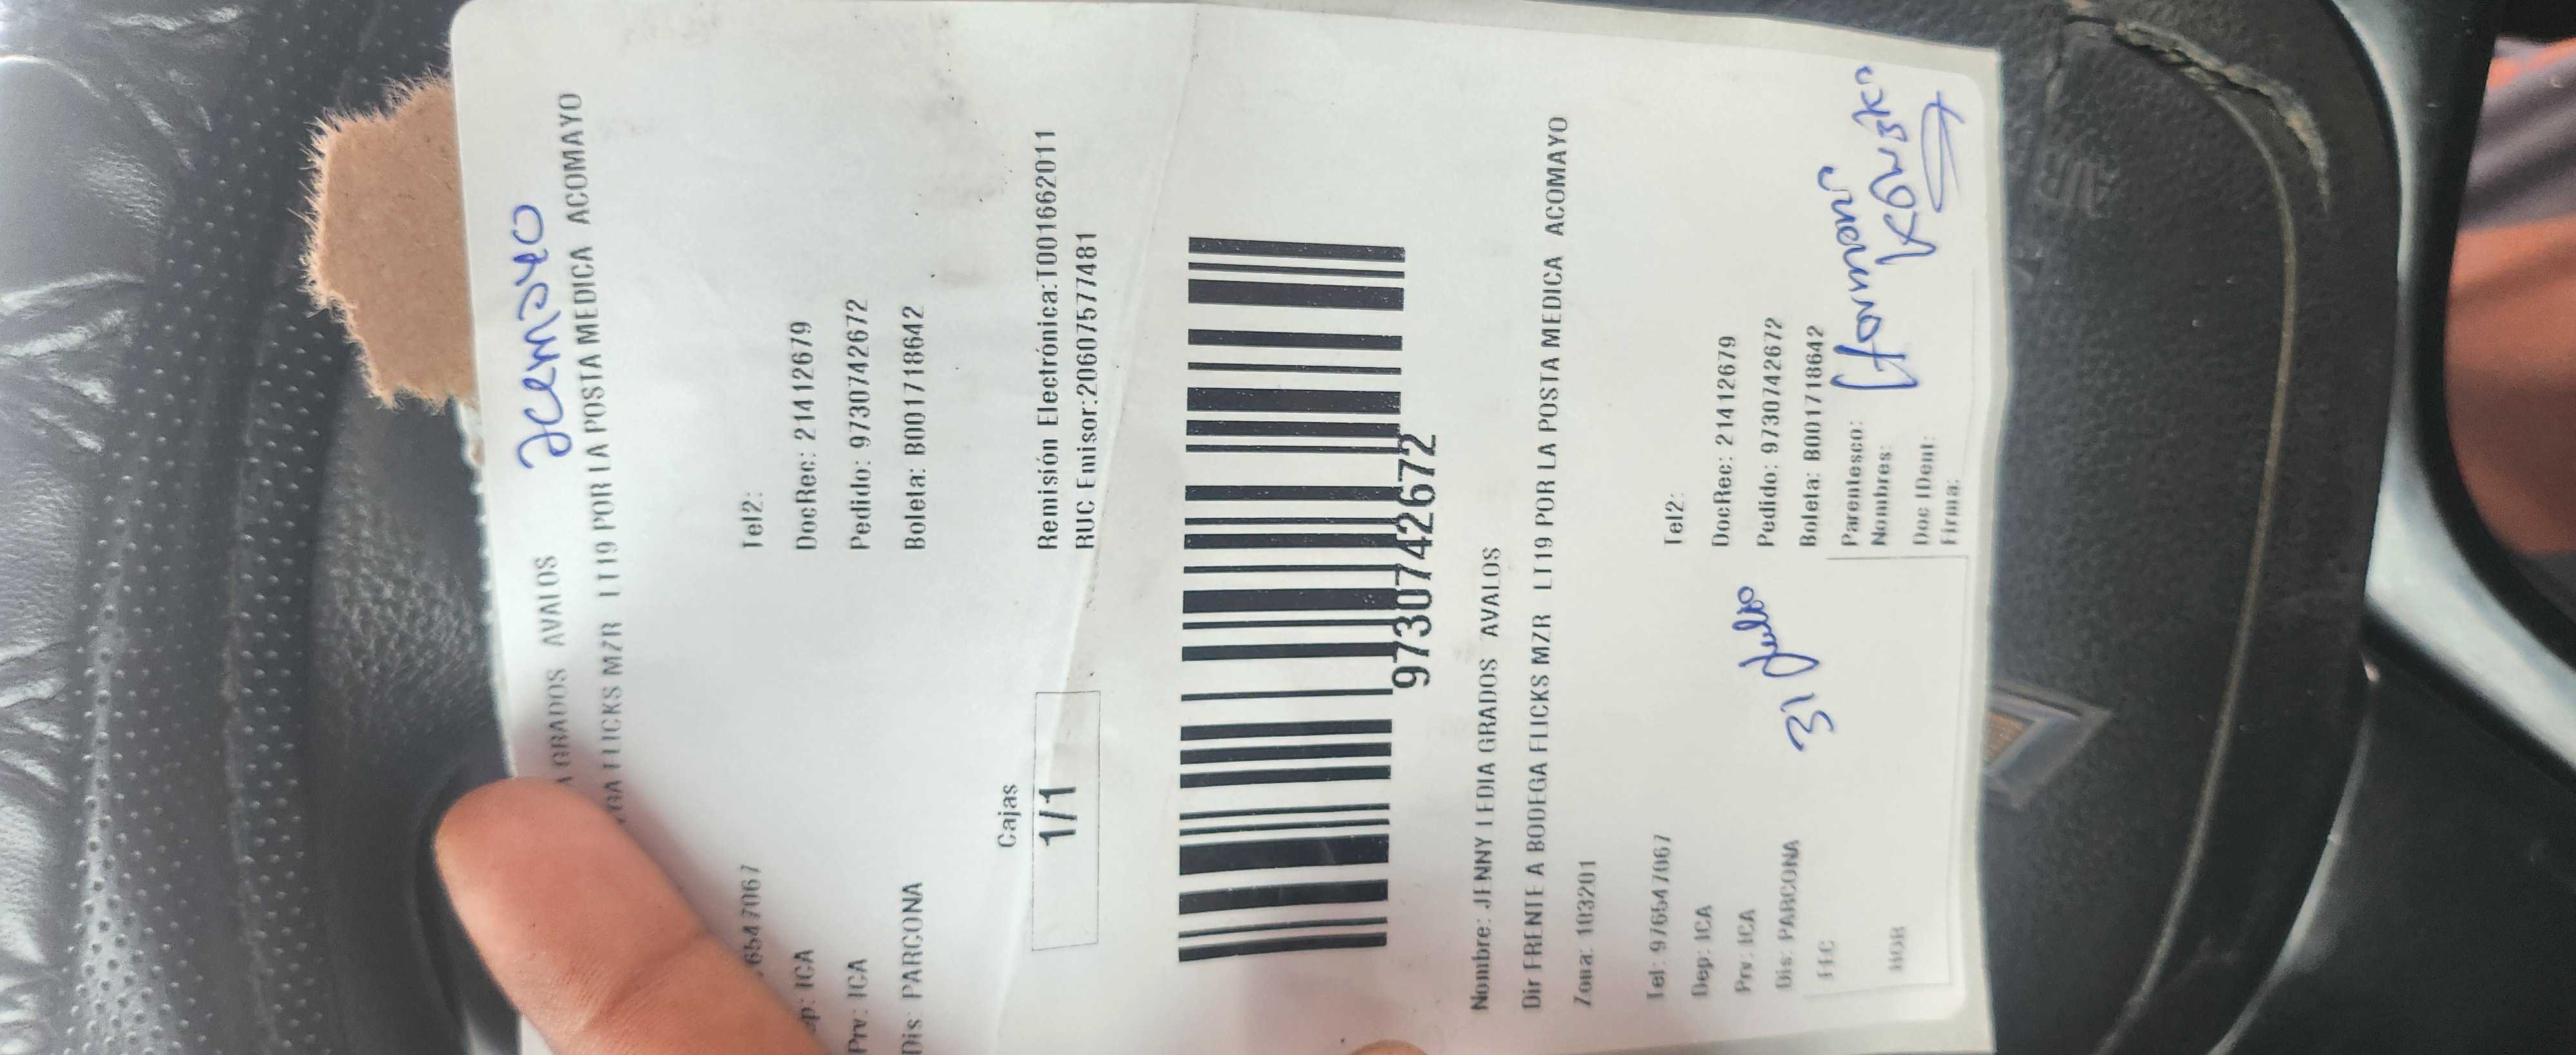 acomayo
A GRADOS AVALOS
GA FLICKS MZR LT19 POR LA POSTA MEDICA ACOMAYO
6547067 Tel2:
ep: ICA DocRec: 21412679
Prv: ICA Pedido: 9730742672
Dis: PARCONA Boleta: B001718642
Cajas
1/1
Remisión Electrónica:T001662011
RUC Emisor:20607577481
9730742672
Nombre: JENNY LEDIA GRADOS AVALOS
Dir FRENTE A BODEGA FLICKS MZR LT19 POR LA POSTA MEDICA ACOMAYO
Zona: 103201
Tel: 976547067 Tel2:
Dep: ICA DocRec: 21412679
Prv: ICA Pedido: 9730742672
Dis: PARCONA 31 Julio Boleta: B001718642
FEC Parentesco: Hermana
Nombres:
HOR Doc IDent:
Firma:
AIRBAG